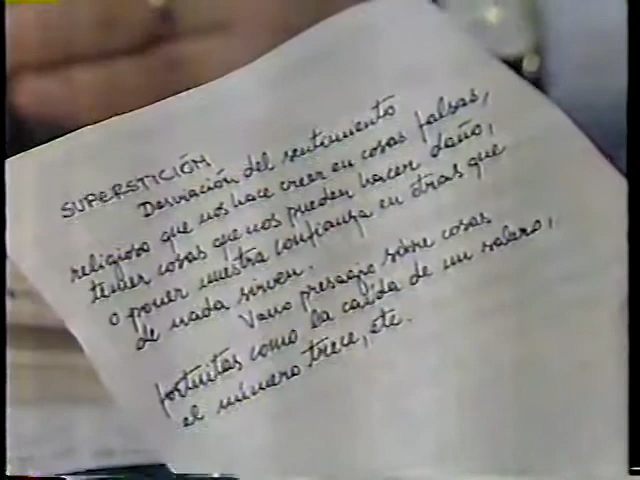 SUPERSTICIÓN
Desviación del sentimiento
religioso que nos hace creer en cosas falsas,
temer cosas que nos pueden hacer daño,
o poner nuestra confianza en otras que
de nada sirven.
Vano presagio sobre cosas
fortuitas como la caída de un salero,
el número trece, etc.